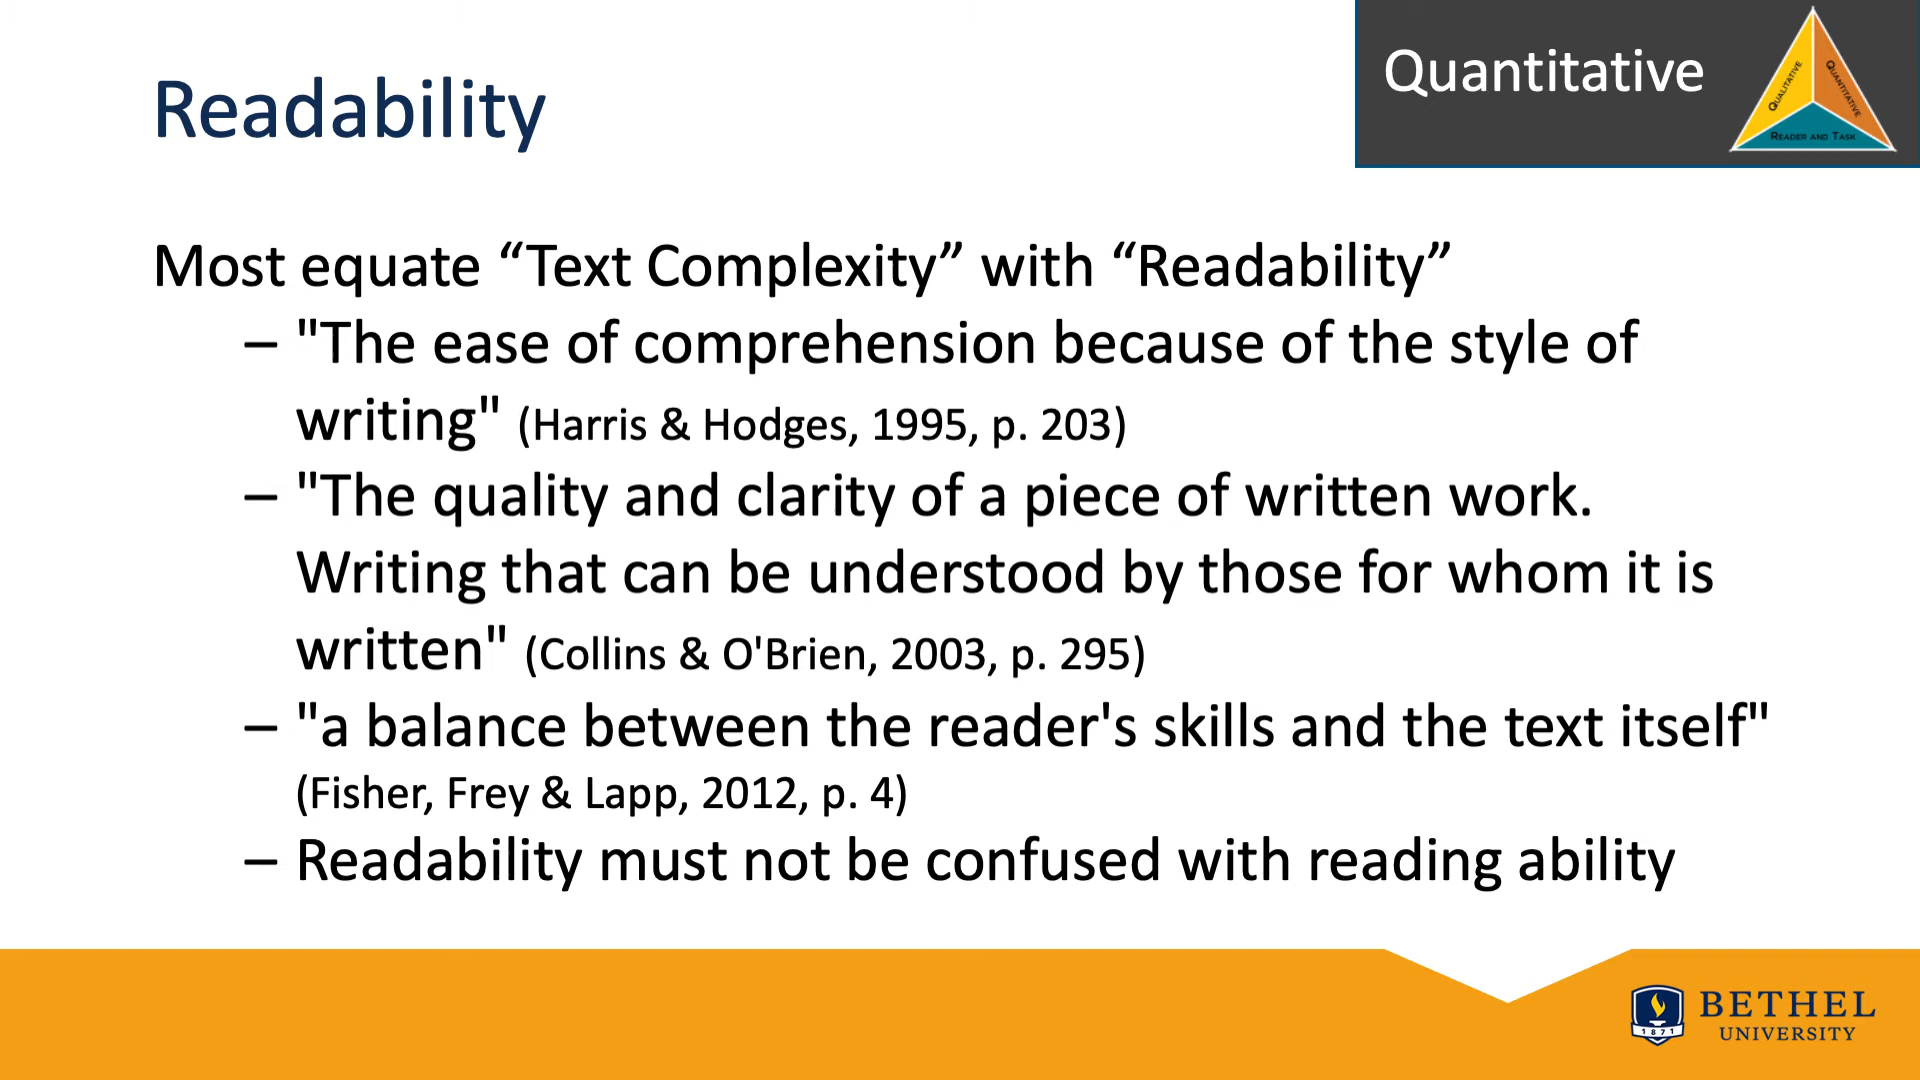 Quantitative
QUALITATIVE
QUANTITATIVE
READER AND TASK
Readability
Most equate “Text Complexity” with “Readability”
– "The ease of comprehension because of the style of
writing" (Harris & Hodges, 1995, p. 203)
– "The quality and clarity of a piece of written work.
Writing that can be understood by those for whom it is
written" (Collins & O'Brien, 2003, p. 295)
– "a balance between the reader's skills and the text itself"
(Fisher, Frey & Lapp, 2012, p. 4)
– Readability must not be confused with reading ability
1871
BETHEL
UNIVERSITY